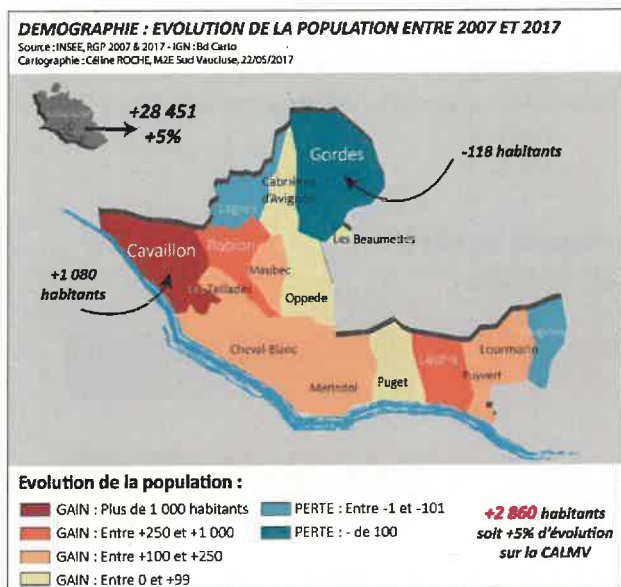 DEMOGRAPHIE : EVOLUTION DE LA POPULATION ENTRE 2007 ET 2017
Source : INSEE, RGP 2007 & 2017 - IGN : Bd Carto
Cartographie : Céline ROCHE, M2E Sud Vaucluse, 22/05/2017
+28 451
+5%
Gordes
-118 habitants
Cabrières
d'Avignon
Lagnes
Les Beaumettes
Cavaillon
Robion
Maubec
+1 080
habitants
Les Taillades
Oppede
Cheval-Blanc
Lourmarin
Lauris
Puyvert
Puget
Merindol
Evolution de la population :
GAIN : Plus de 1 000 habitants
GAIN : Entre +250 et +1 000
GAIN : Entre +100 et +250
GAIN : Entre 0 et +99
PERTE : Entre -1 et -101
PERTE : - de 100
+2 860 habitants
soit +5% d'évolution
sur la CALMV